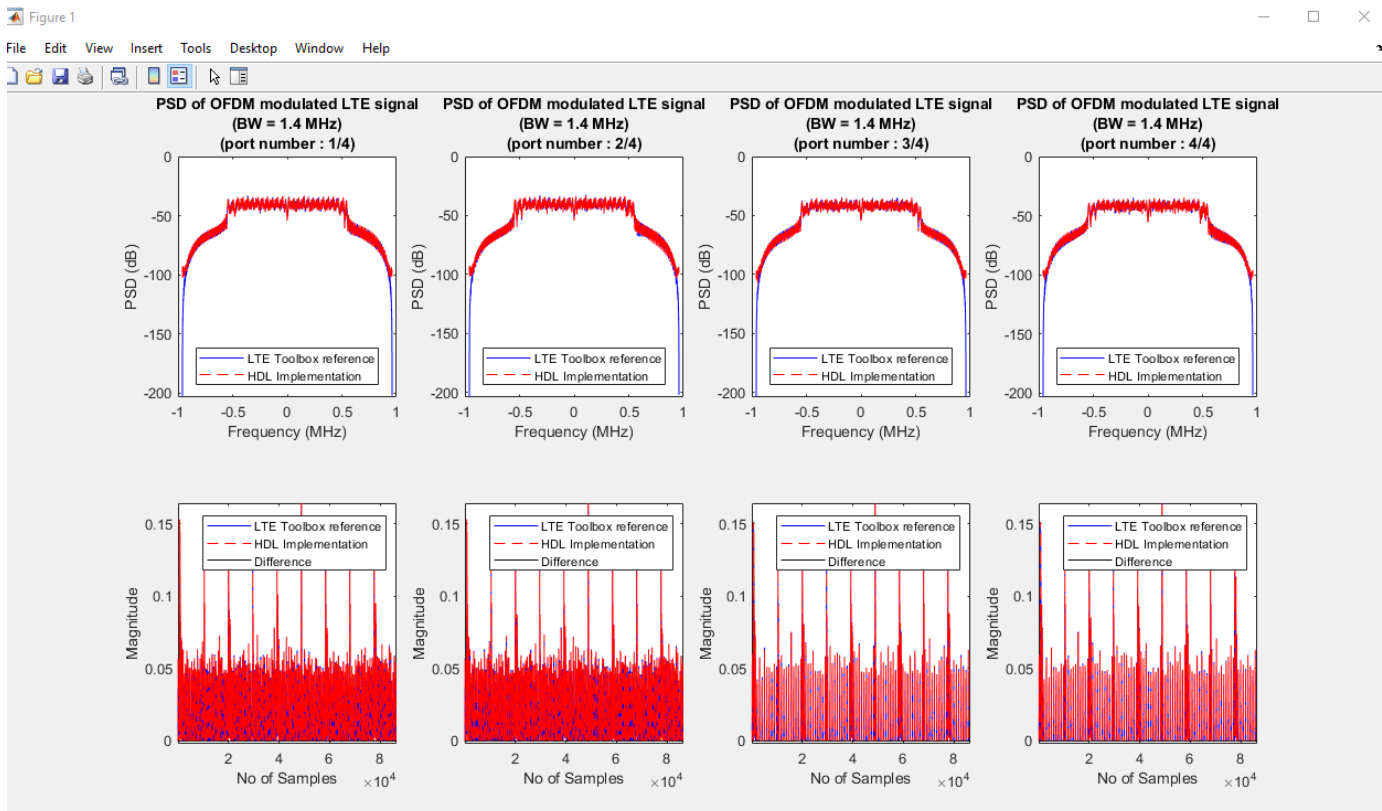 Figure 1
File Edit View Insert Tools Desktop Window Help
PSD of OFDM modulated LTE signal
(BW = 1.4 MHz)
(port number : 1/4)
0
-50
-100
-150
-200
PSD (dB)
LTE Toolbox reference
HDL Implementation
-1 -0.5 0 0.5 1
Frequency (MHz)
PSD of OFDM modulated LTE signal
(BW = 1.4 MHz)
(port number : 2/4)
0
-50
-100
-150
-200
PSD (dB)
LTE Toolbox reference
HDL Implementation
-1 -0.5 0 0.5 1
Frequency (MHz)
PSD of OFDM modulated LTE signal
(BW = 1.4 MHz)
(port number : 3/4)
0
-50
-100
-150
-200
PSD (dB)
LTE Toolbox reference
HDL Implementation
-1 -0.5 0 0.5 1
Frequency (MHz)
PSD of OFDM modulated LTE signal
(BW = 1.4 MHz)
(port number : 4/4)
0
-50
-100
-150
-200
PSD (dB)
LTE Toolbox reference
HDL Implementation
-1 -0.5 0 0.5 1
Frequency (MHz)
0.15
0.1
0.05
0
Magnitude
LTE Toolbox reference
HDL Implementation
Difference
2 4 6 8
No of Samples ×10⁴
0.15
0.1
0.05
0
Magnitude
LTE Toolbox reference
HDL Implementation
Difference
2 4 6 8
No of Samples ×10⁴
0.15
0.1
0.05
0
Magnitude
LTE Toolbox reference
HDL Implementation
Difference
2 4 6 8
No of Samples ×10⁴
0.15
0.1
0.05
0
Magnitude
LTE Toolbox reference
HDL Implementation
Difference
2 4 6 8
No of Samples ×10⁴